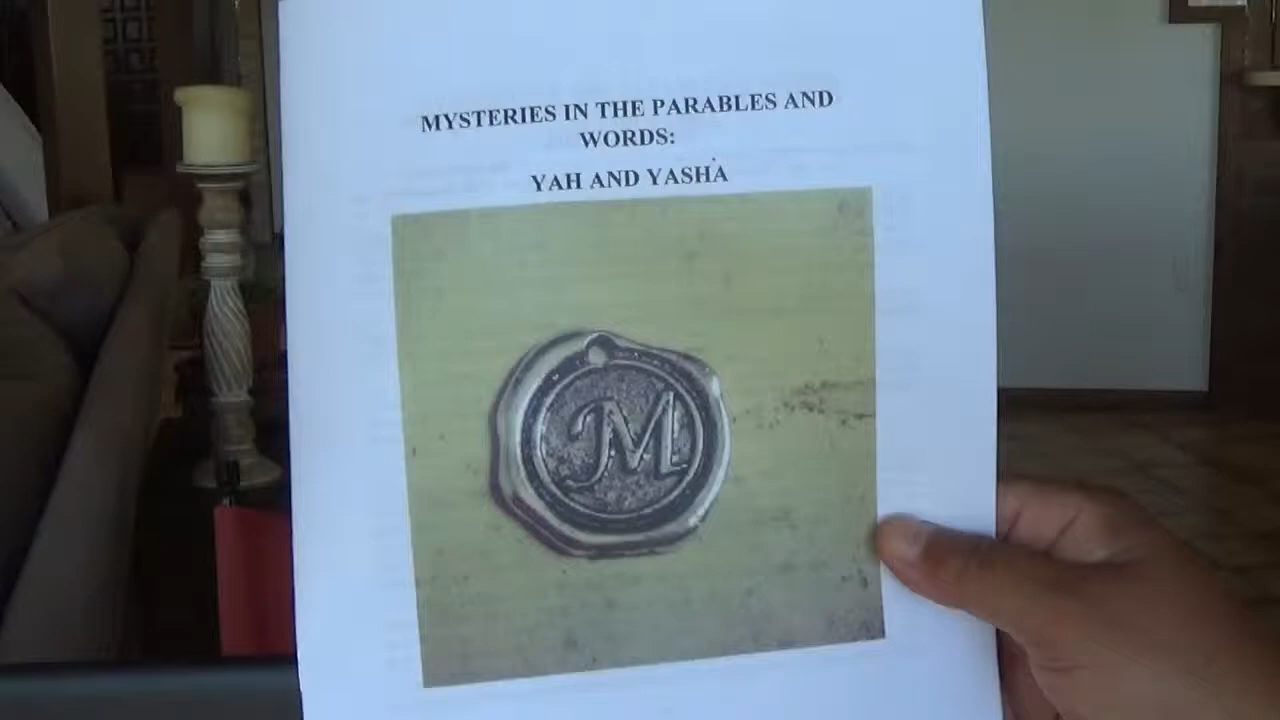 MYSTERIES IN THE PARABLES AND
WORDS:
YAH AND YASHA
M